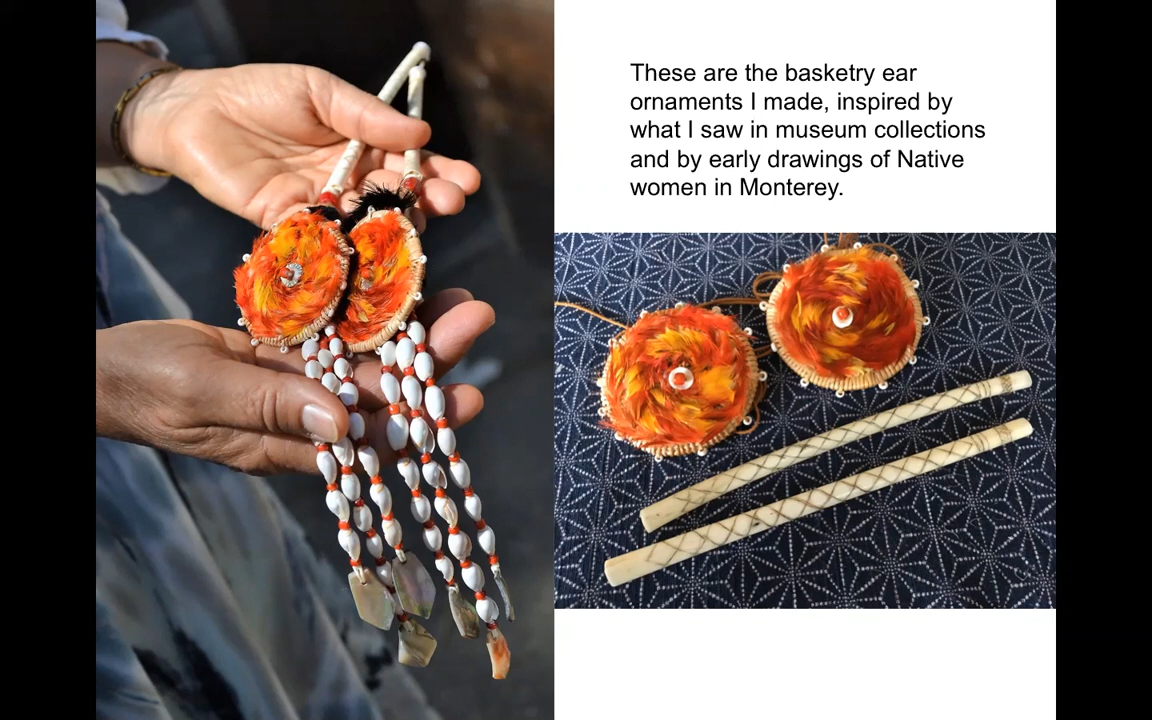 These are the basketry ear
ornaments I made, inspired by
what I saw in museum collections
and by early drawings of Native
women in Monterey.